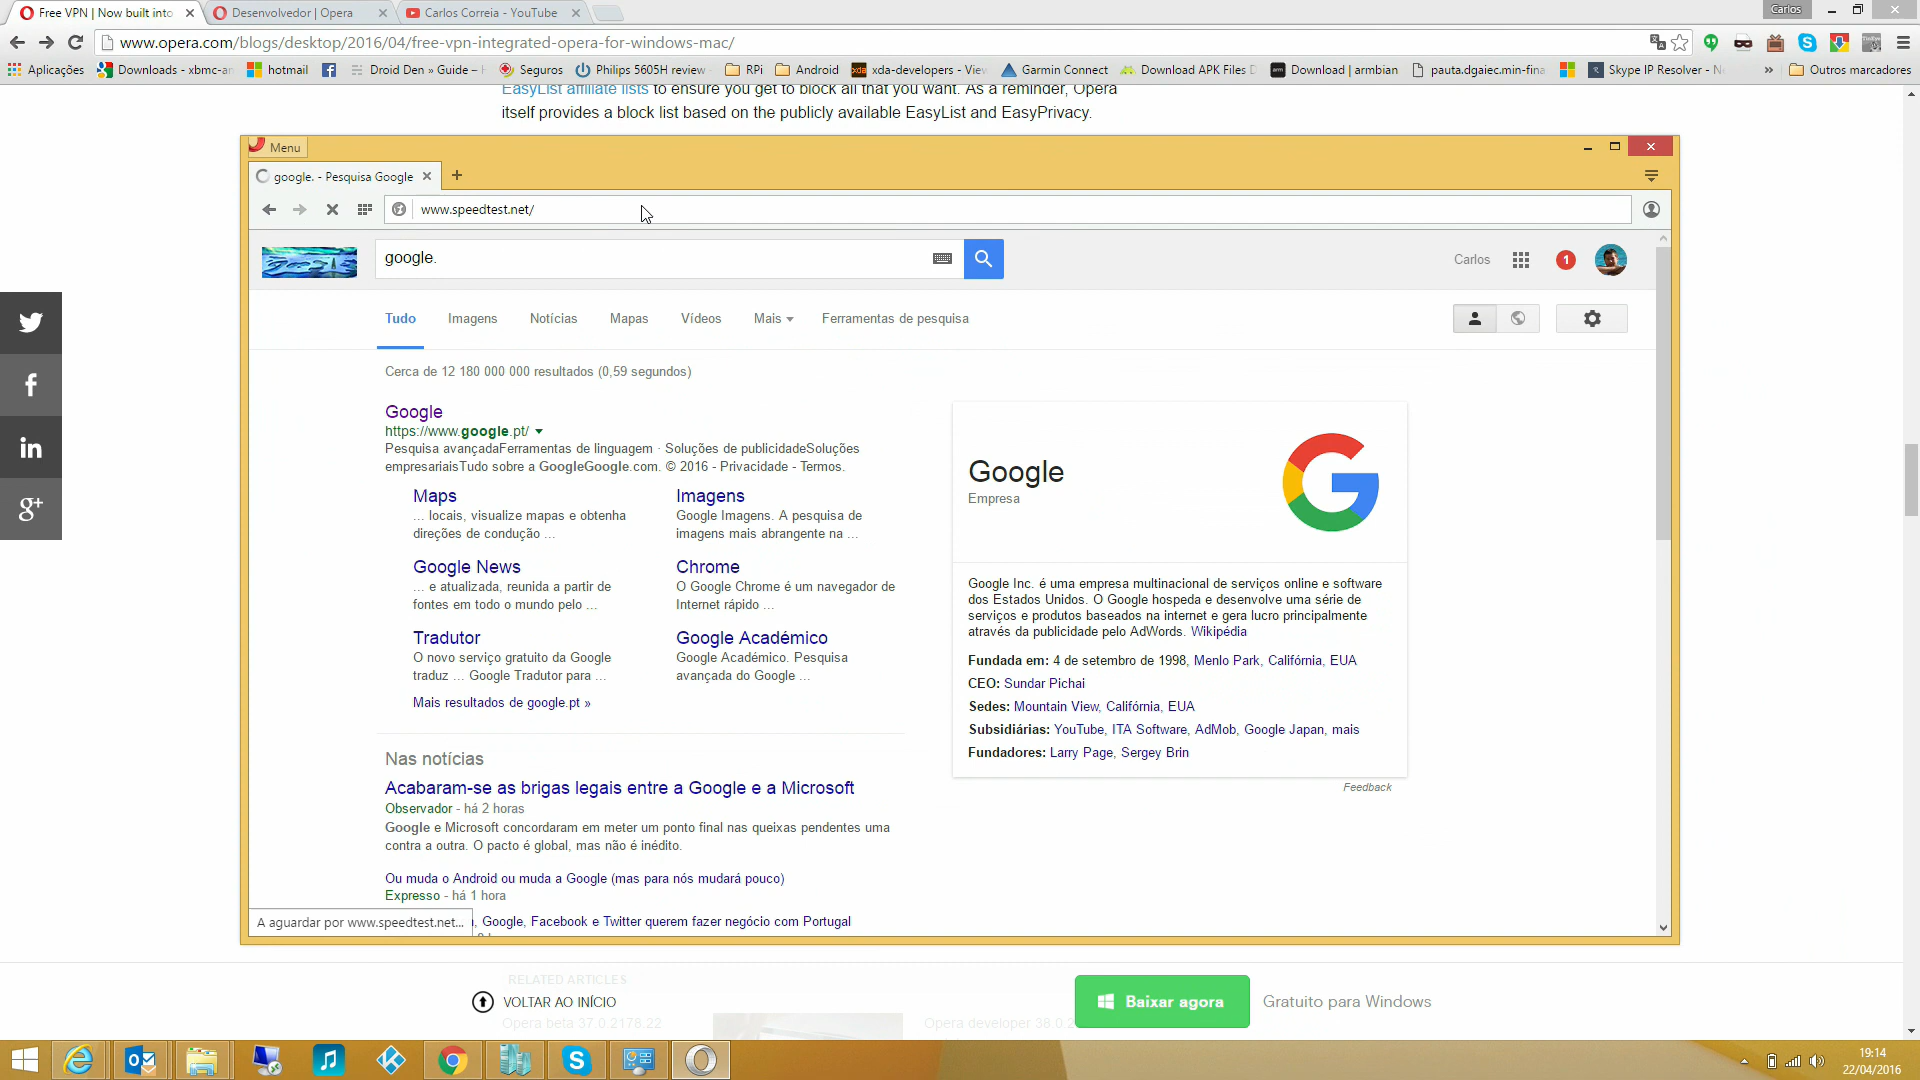 Free VPN | Now built into
Desenvolvedor | Opera
Carlos Correia - YouTube
Carlos
www.opera.com/blogs/desktop/2016/04/free-vpn-integrated-opera-for-windows-mac/
Aplicações
Downloads - xbmc-an
hotmail
Droid Den » Guide –
Seguros
Philips 5605H review
RPi
Android
xda-developers - View
Garmin Connect
Download APK Files
Download | armbian
pauta.dgaiec.min-fina
Skype IP Resolver - N
»
Outros marcadores
EasyList affiliate lists to ensure you get to block all that you want. As a reminder, Opera
itself provides a block list based on the publicly available EasyList and EasyPrivacy.
Menu
google. - Pesquisa Google
www.speedtest.net/
google.
Carlos
1
Tudo
Imagens
Notícias
Mapas
Vídeos
Mais
Ferramentas de pesquisa
Cerca de 12 180 000 000 resultados (0,59 segundos)
Google
https://www.google.pt/
Pesquisa avançadaFerramentas de linguagem · Soluções de publicidadeSoluções
empresariaisTudo sobre a GoogleGoogle.com. © 2016 - Privacidade - Termos.
Maps
... locais, visualize mapas e obtenha
direções de condução ...
Imagens
Google Imagens. A pesquisa de
imagens mais abrangente na ...
Google News
... e atualizada, reunida a partir de
fontes em todo o mundo pelo ...
Chrome
O Google Chrome é um navegador de
Internet rápido ...
Tradutor
O novo serviço gratuito da Google
traduz ... Google Tradutor para ...
Google Académico
Google Académico. Pesquisa
avançada do Google ...
Mais resultados de google.pt »
Nas notícias
Acabaram-se as brigas legais entre a Google e a Microsoft
Observador - há 2 horas
Google e Microsoft concordaram em meter um ponto final nas queixas pendentes uma
contra a outra. O pacto é global, mas não é inédito.
Ou muda o Android ou muda a Google (mas para nós mudará pouco)
Expresso - há 1 hora
, Google, Facebook e Twitter querem fazer negócio com Portugal
A aguardar por www.speedtest.net...
Google
Empresa
Google Inc. é uma empresa multinacional de serviços online e software
dos Estados Unidos. O Google hospeda e desenvolve uma série de
serviços e produtos baseados na internet e gera lucro principalmente
através da publicidade pelo AdWords. Wikipédia
Fundada em: 4 de setembro de 1998, Menlo Park, Califórnia, EUA
CEO: Sundar Pichai
Sedes: Mountain View, Califórnia, EUA
Subsidiárias: YouTube, ITA Software, AdMob, Google Japan, mais
Fundadores: Larry Page, Sergey Brin
Feedback
RELATED ARTICLES
VOLTAR AO INÍCIO
Opera beta 37.0.2178.22
Opera developer 38.0.2
Baixar agora
Gratuito para Windows
19:14
22/04/2016